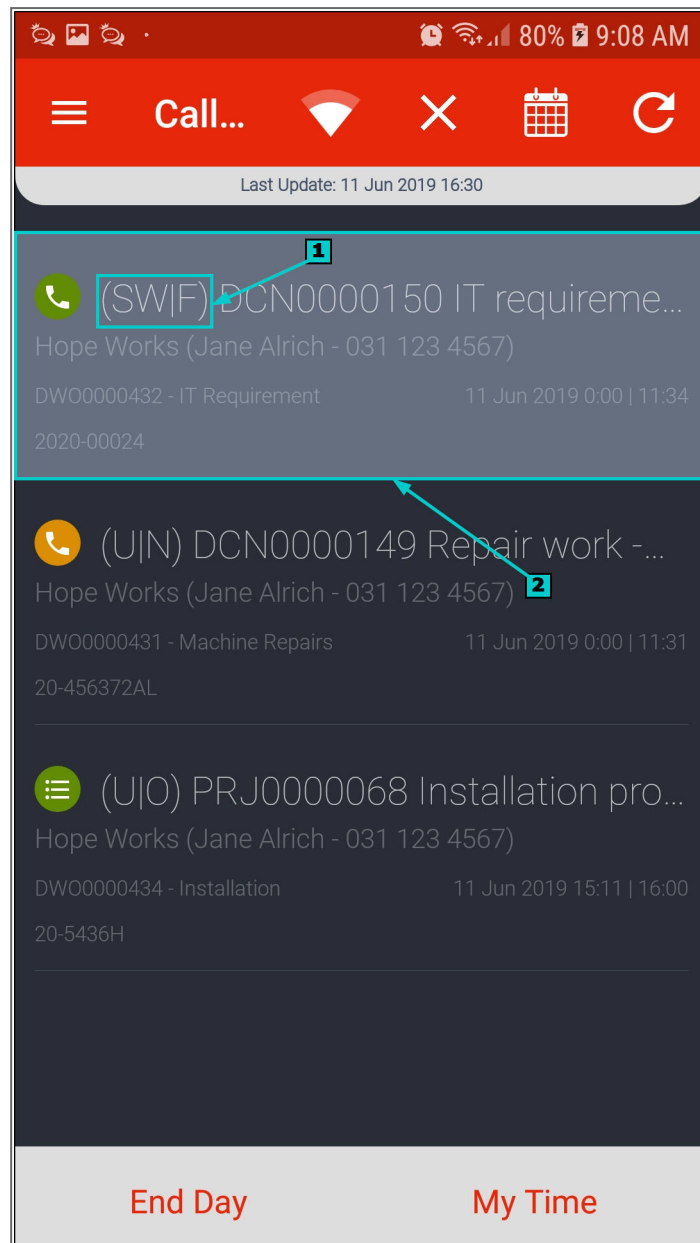 80% 9:08 AM
Call...
Last Update: 11 Jun 2019 16:30
1
(SW|F) DCN0000150 IT requireme...
Hope Works (Jane Alrich - 031 123 4567)
DWO0000432 - IT Requirement 11 Jun 2019 0:00 | 11:34
2020-00024
(U|N) DCN0000149 Repair work -...
Hope Works (Jane Alrich - 031 123 4567)
2
DWO0000431 - Machine Repairs 11 Jun 2019 0:00 | 11:31
20-456372AL
(U|O) PRJ0000068 Installation pro...
Hope Works (Jane Alrich - 031 123 4567)
DWO0000434 - Installation 11 Jun 2019 15:11 | 16:00
20-5436H
End Day My Time